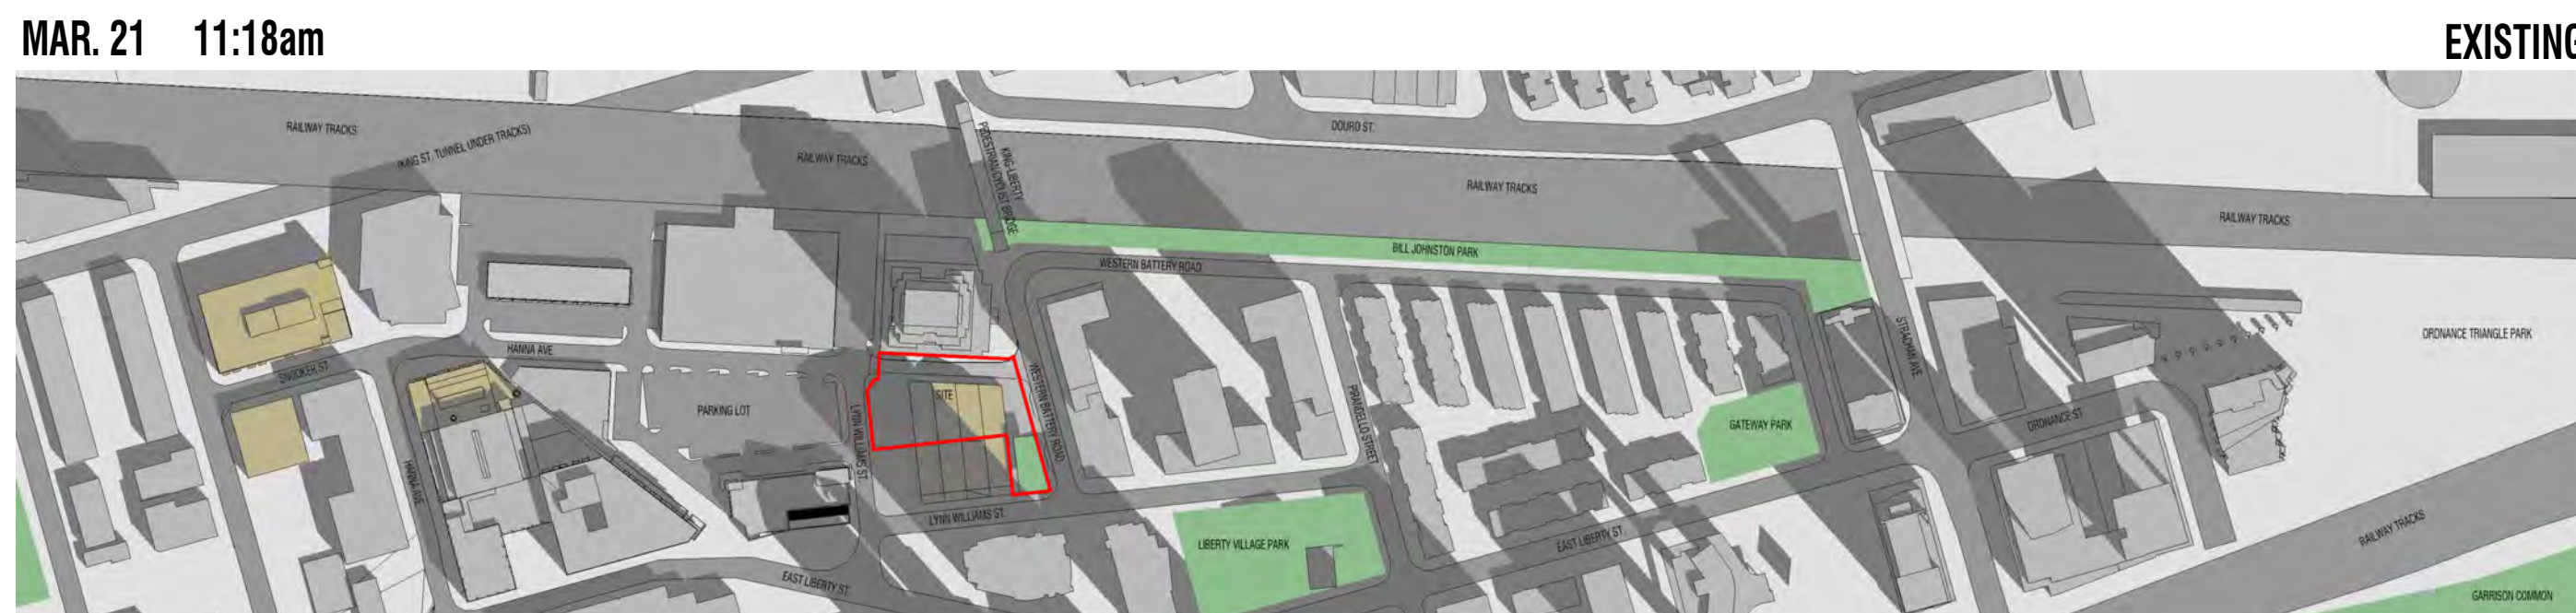 MAR. 21 11:18am
EXISTING
RAILWAY TRACKS
(KING ST. TUNNEL UNDER TRACKS)
RAILWAY TRACKS
KING-LIBERTY
PEDESTRIAN/CYCLIST BRIDGE
DOURO ST.
RAILWAY TRACKS
RAILWAY TRACKS
BILL JOHNSTON PARK
WESTERN BATTERY ROAD
ORDNANCE TRIANGLE PARK
STRACHAN AVE.
HANNA AVE.
SNOOKER ST.
SITE
WESTERN BATTERY ROAD
PARKING LOT
LYNN WILLIAMS ST.
PIRANDELLO STREET
GATEWAY PARK
ORDNANCE ST.
HANNA AVE.
LYNN WILLIAMS ST.
LIBERTY VILLAGE PARK
EAST LIBERTY ST.
RAILWAY TRACKS
EAST LIBERTY ST.
GARRISON COMMON